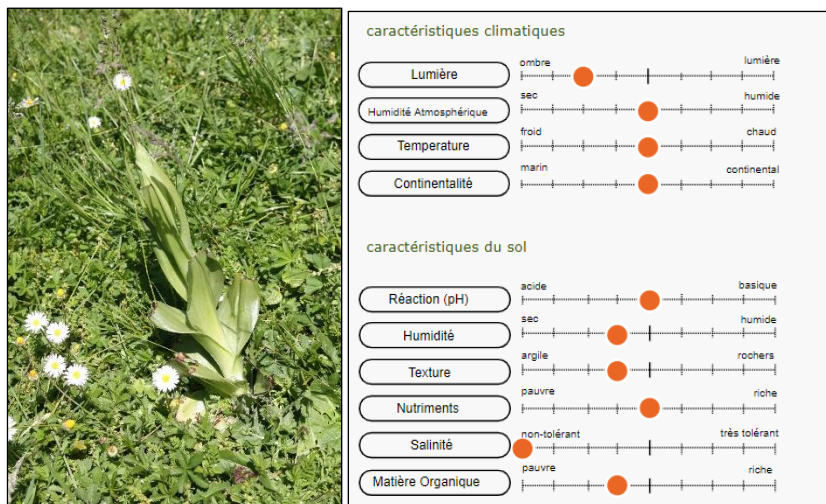 caractéristiques climatiques
Lumière ombre lumière
Humidité Atmosphérique sec humide
Temperature froid chaud
Continentalité marin continental
caractéristiques du sol
Réaction (pH) acide basique
Humidité sec humide
Texture argile rochers
Nutriments pauvre riche
Salinité non-tolérant très tolérant
Matière Organique pauvre riche